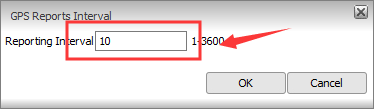 GPS Reports Interval
Reporting Interval 10 1-3600
OK Cancel